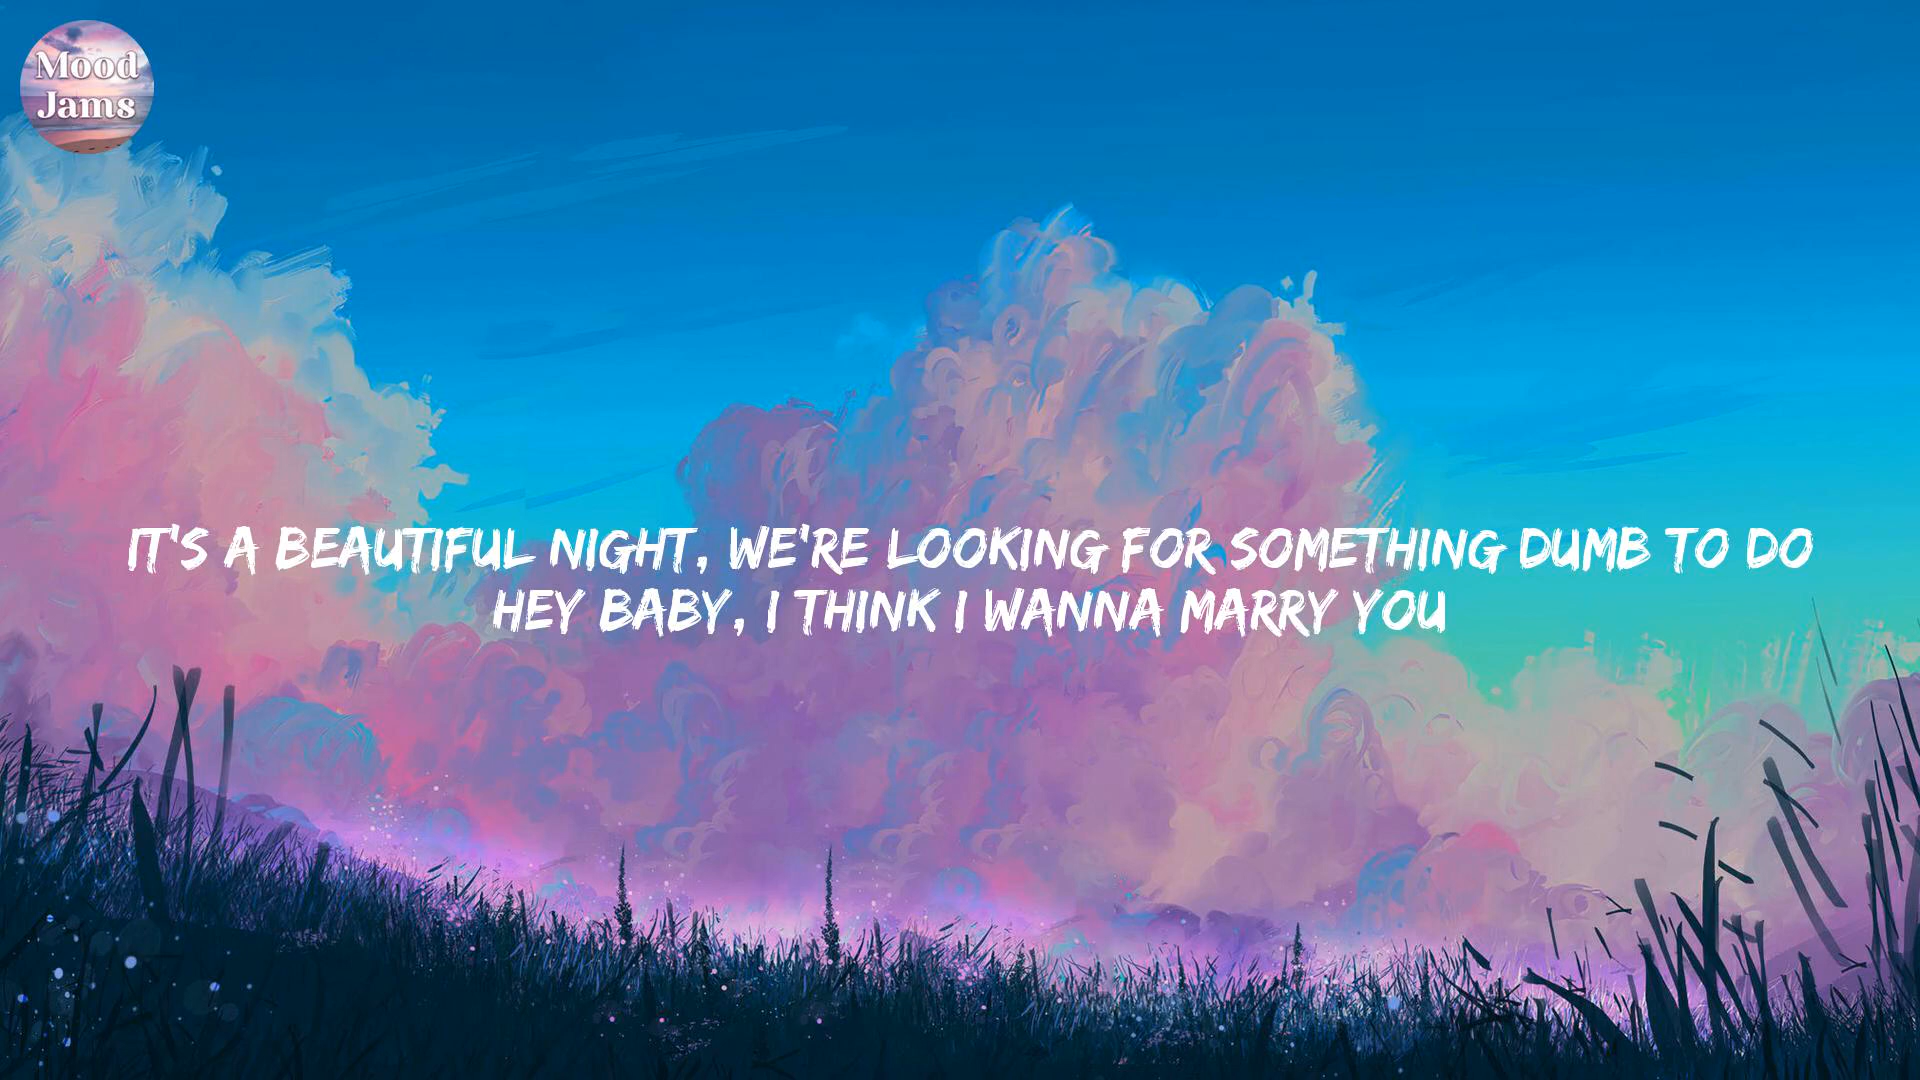 Mood
Jams
IT'S A BEAUTIFUL NIGHT, WE'RE LOOKING FOR SOMETHING DUMB TO DO
HEY BABY, I THINK I WANNA MARRY YOU